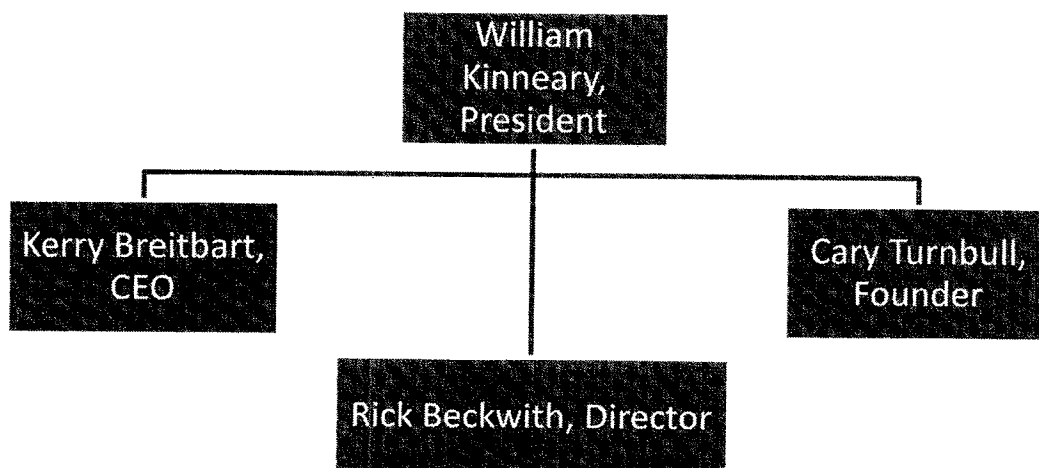 William
Kinneary,
President
Kerry Breitbart,
CEO
Cary Turnbull,
Founder
Rick Beckwith, Director